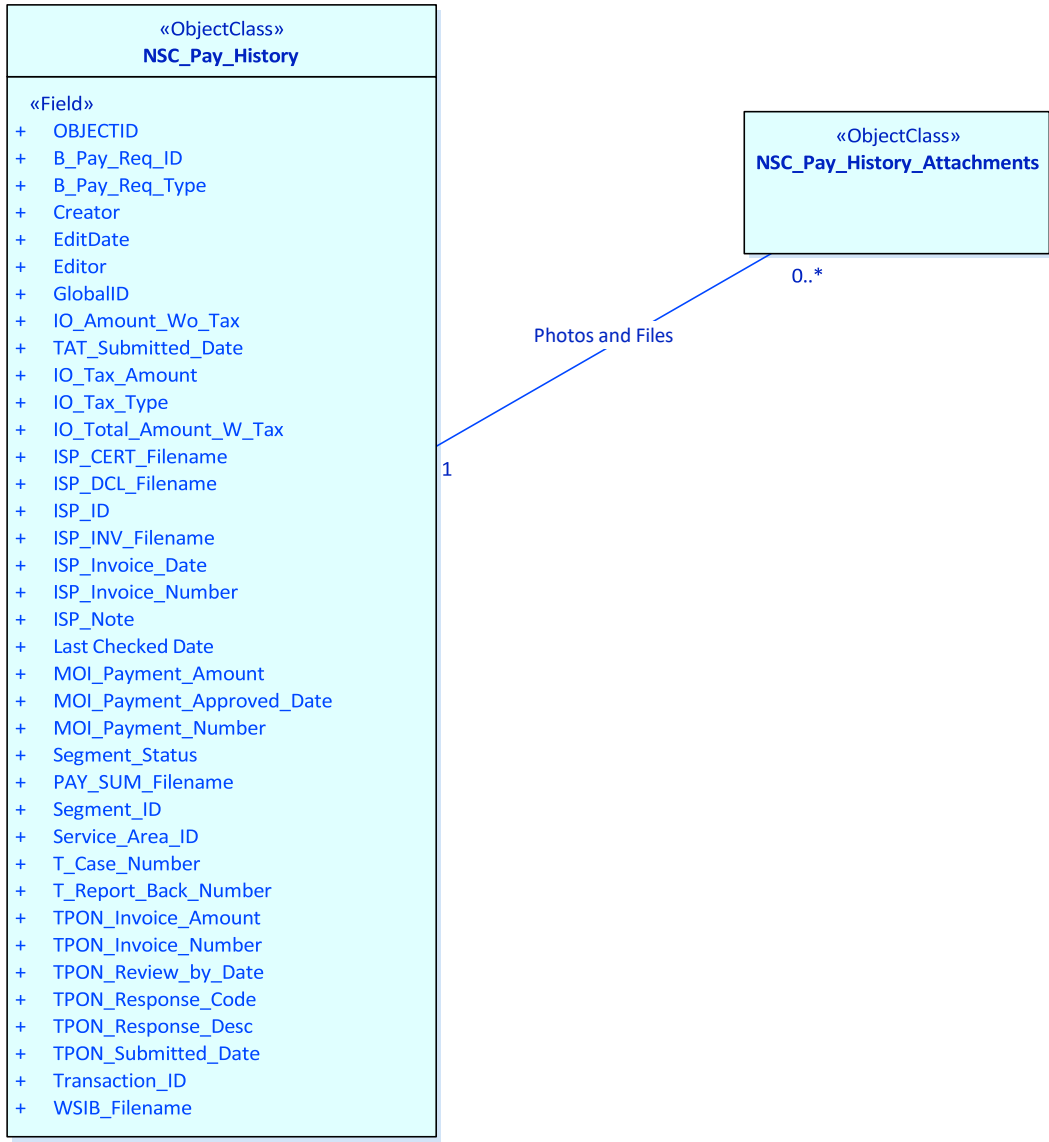 «ObjectClass»
NSC_Pay_History
«Field»
+ OBJECTID
+ B_Pay_Req_ID
+ B_Pay_Req_Type
+ Creator
+ EditDate
+ Editor
+ GlobalID
+ IO_Amount_Wo_Tax
+ TAT_Submitted_Date
+ IO_Tax_Amount
+ IO_Tax_Type
+ IO_Total_Amount_W_Tax
+ ISP_CERT_Filename
+ ISP_DCL_Filename
+ ISP_ID
+ ISP_INV_Filename
+ ISP_Invoice_Date
+ ISP_Invoice_Number
+ ISP_Note
+ Last Checked Date
+ MOI_Payment_Amount
+ MOI_Payment_Approved_Date
+ MOI_Payment_Number
+ Segment_Status
+ PAY_SUM_Filename
+ Segment_ID
+ Service_Area_ID
+ T_Case_Number
+ T_Report_Back_Number
+ TPON_Invoice_Amount
+ TPON_Invoice_Number
+ TPON_Review_by_Date
+ TPON_Response_Code
+ TPON_Response_Desc
+ TPON_Submitted_Date
+ Transaction_ID
+ WSIB_Filename
«ObjectClass»
NSC_Pay_History_Attachments
0..*
Photos and Files
1